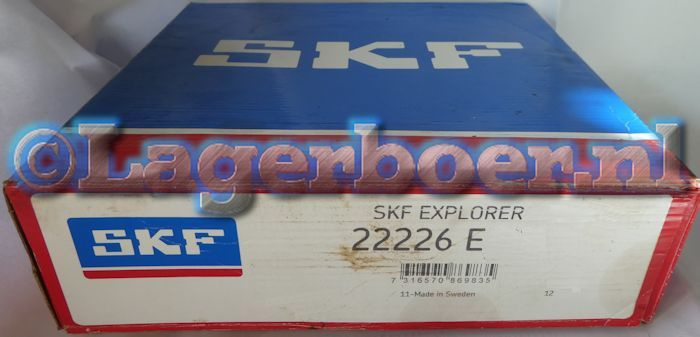 SKF
©Lagerboer.nl
SKF EXPLORER
SKF
22226 E
7 316570 869835
11-Made in Sweden 12